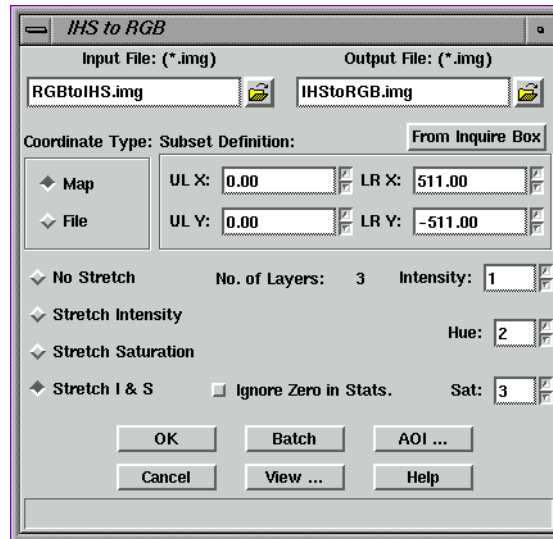 IHS to RGB
Input File: (*.img) Output File: (*.img)
RGBtoIHS.img IHStoRGB.img
Coordinate Type: Subset Definition: From Inquire Box
Map UL X: 0.00 LR X: 511.00
File UL Y: 0.00 LR Y: -511.00
No Stretch No. of Layers: 3 Intensity: 1
Stretch Intensity
Hue: 2
Stretch Saturation
Stretch I & S Ignore Zero in Stats. Sat: 3
OK Batch AOI ...
Cancel View ... Help